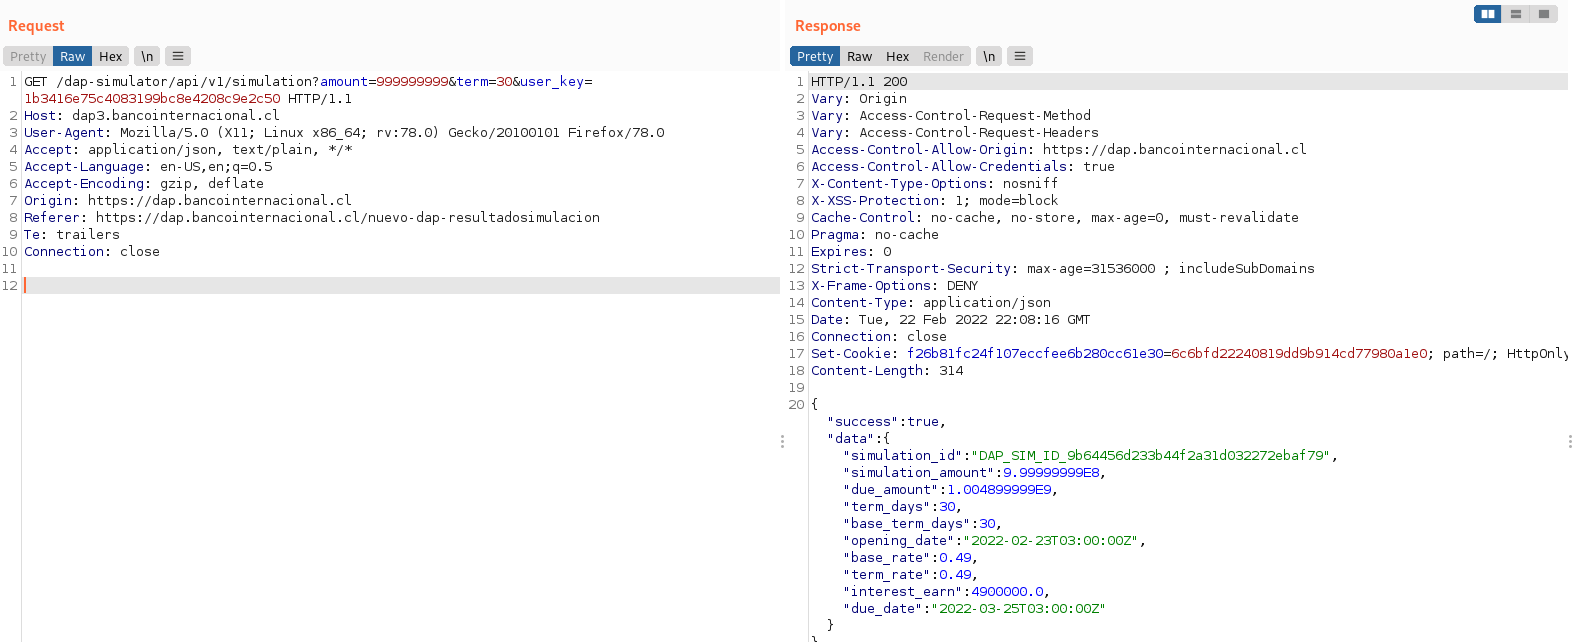 Request
Pretty Raw Hex \n
1 GET /dap-simulator/api/v1/simulation?amount=999999999&term=30&user_key=
1b3416e75c4083199bc8e4208c9e2c50 HTTP/1.1
2 Host: dap3.bancointernacional.cl
3 User-Agent: Mozilla/5.0 (X11; Linux x86_64; rv:78.0) Gecko/20100101 Firefox/78.0
4 Accept: application/json, text/plain, */*
5 Accept-Language: en-US,en;q=0.5
6 Accept-Encoding: gzip, deflate
7 Origin: https://dap.bancointernacional.cl
8 Referer: https://dap.bancointernacional.cl/nuevo-dap-resultadosimulacion
9 Te: trailers
10 Connection: close
11
12
Response
Pretty Raw Hex Render \n
1 HTTP/1.1 200
2 Vary: Origin
3 Vary: Access-Control-Request-Method
4 Vary: Access-Control-Request-Headers
5 Access-Control-Allow-Origin: https://dap.bancointernacional.cl
6 Access-Control-Allow-Credentials: true
7 X-Content-Type-Options: nosniff
8 X-XSS-Protection: 1; mode=block
9 Cache-Control: no-cache, no-store, max-age=0, must-revalidate
10 Pragma: no-cache
11 Expires: 0
12 Strict-Transport-Security: max-age=31536000 ; includeSubDomains
13 X-Frame-Options: DENY
14 Content-Type: application/json
15 Date: Tue, 22 Feb 2022 22:08:16 GMT
16 Connection: close
17 Set-Cookie: f26b81fc24f107eccfee6b280cc61e30=6c6bfd22240819dd9b914cd77980a1e0; path=/; HttpOnly
18 Content-Length: 314
19
20 {
"success":true,
"data":{
"simulation_id":"DAP_SIM_ID_9b64456d233b44f2a31d032272ebaf79",
"simulation_amount":9.99999999E8,
"due_amount":1.004899999E9,
"term_days":30,
"base_term_days":30,
"opening_date":"2022-02-23T03:00:00Z",
"base_rate":0.49,
"term_rate":0.49,
"interest_earn":4900000.0,
"due_date":"2022-03-25T03:00:00Z"
}
}